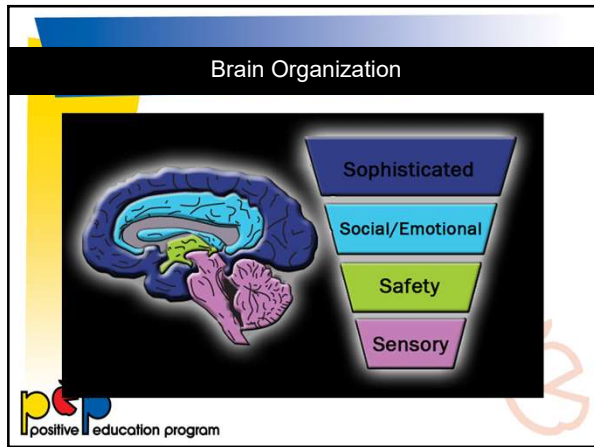 Brain Organization
Sophisticated
Social/Emotional
Safety
Sensory
pep
positive education program